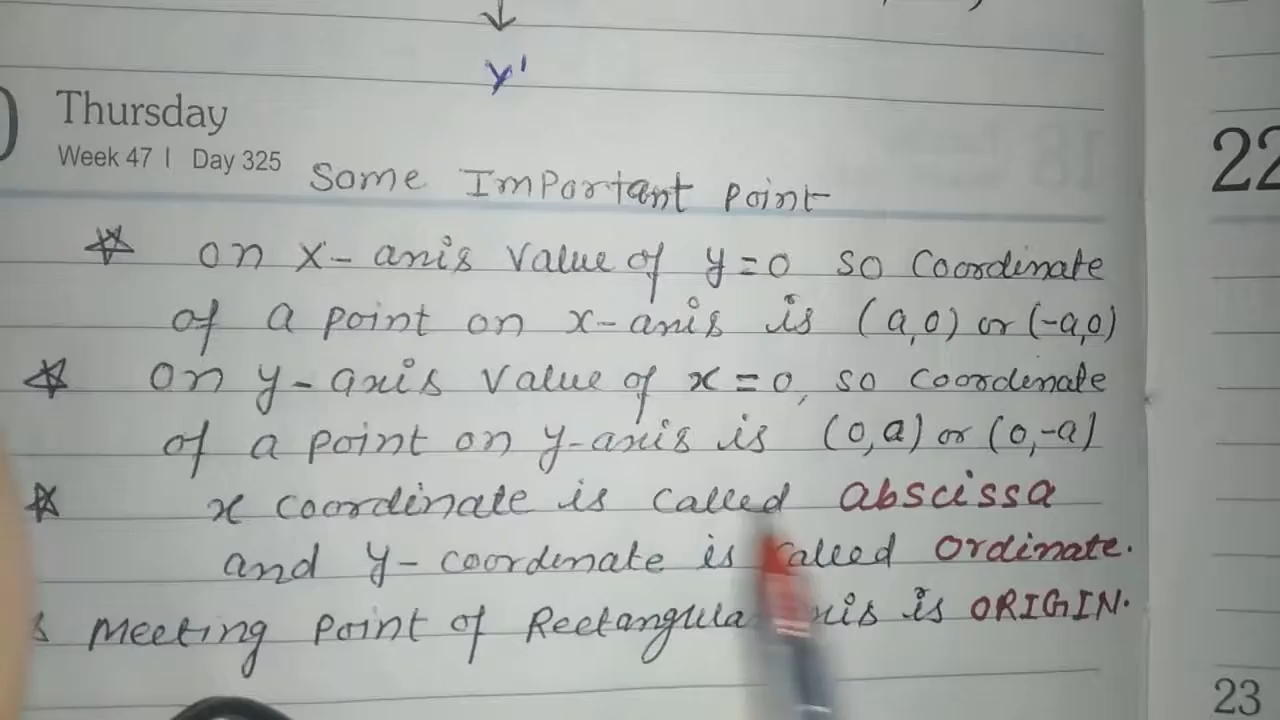 Y'
Thursday
Week 47 | Day 325
Some Important Point
22
☆ on x-axis value of y=0 so coordinate
of a point on x-axis is (a,0) or (-a,0)
☆ on y-axis value of x=0, so coordinate
of a point on y-axis is (0,a) or (0,-a)
☆ x coordinate is called abscissa
and y-coordinate is called ordinate.
Meeting point of Rectangula xis is ORIGIN.
23